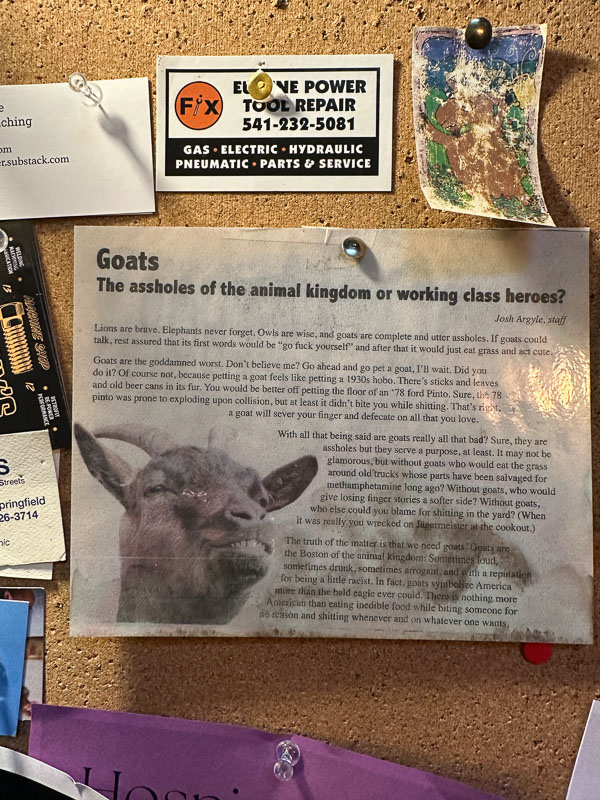 ching
om
er.substack.com
Fix
EUGENE POWER
TOOL REPAIR
541-232-5081
GAS • ELECTRIC • HYDRAULIC
PNEUMATIC • PARTS & SERVICE
Goats
The assholes of the animal kingdom or working class heroes?
Josh Argyle, staff
Lions are brave. Elephants never forget. Owls are wise, and goats are complete and utter assholes. If goats could
talk, rest assured that its first words would be “go fuck yourself” and after that it would just eat grass and act cute.
Goats are the goddamned worst. Don’t believe me? Go ahead and go pet a goat, I’ll wait. Did you
do it? Of course not, because petting a goat feels like petting a 1930s hobo. There’s sticks and leaves
and old beer cans in its fur. You would be better off petting the floor of an ‘78 ford Pinto. Sure, the 78
pinto was prone to exploding upon collision, but at least it didn’t bite you while shitting. That’s right,
a goat will sever your finger and defecate on all that you love.
With all that being said are goats really all that bad? Sure, they are
assholes but they serve a purpose, at least. It may not be
glamorous, but without goats who would eat the grass
around old trucks whose parts have been salvaged for
methamphetamine long ago? Without goats, who would
give losing finger stories a softer side? Without goats,
who else could you blame for shitting in the yard? (When
it was really you wrecked on Jagermeister at the cookout.)
The truth of the matter is that we need goats. Goats are
the Boston of the animal kingdom. Sometimes loud,
sometimes drunk, sometimes arrogant, and with a reputation
for being a little racist. In fact, goats symbolize America
more than the bald eagle ever could. There is nothing more
American than eating inedible food while biting someone for
no reason and shitting whenever and on whatever one wants.
S
Streets
pringfield
26-3714
nic
Hospi